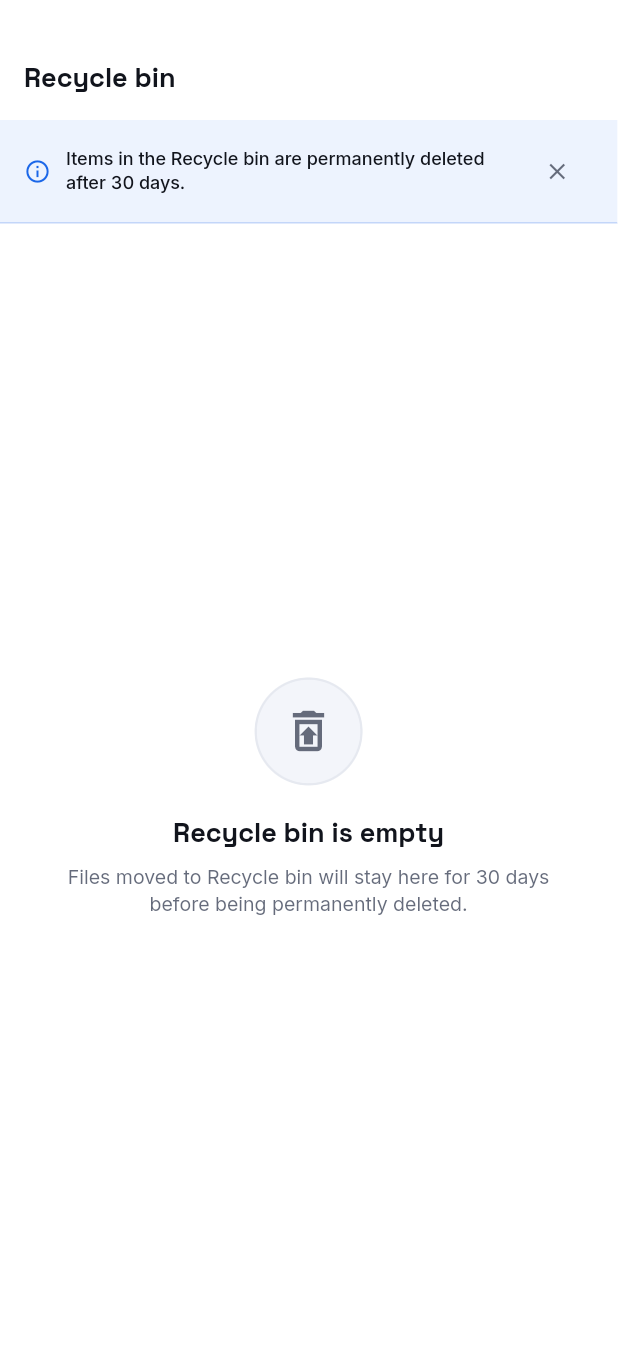 Recycle bin
Items in the Recycle bin are permanently deleted
after 30 days.
Recycle bin is empty
Files moved to Recycle bin will stay here for 30 days
before being permanently deleted.